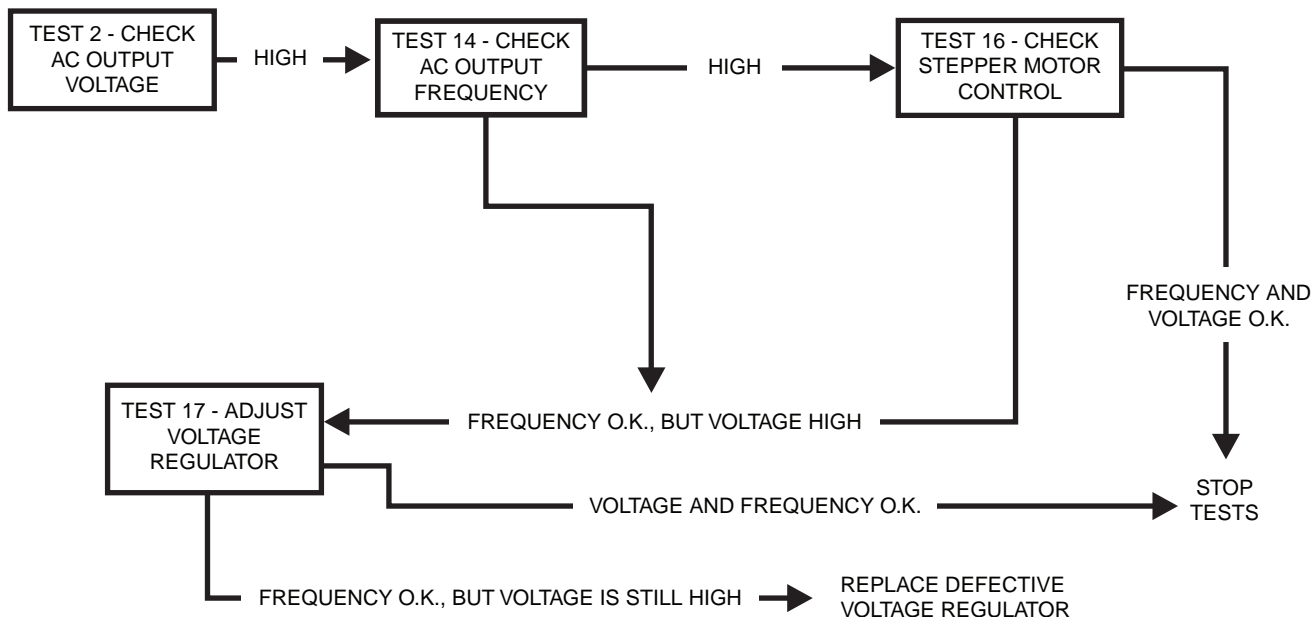 TEST 2 - CHECK
AC OUTPUT
VOLTAGE
HIGH
TEST 14 - CHECK
AC OUTPUT
FREQUENCY
HIGH
TEST 16 - CHECK
STEPPER MOTOR
CONTROL
FREQUENCY AND
VOLTAGE O.K.
TEST 17 - ADJUST
VOLTAGE
REGULATOR
FREQUENCY O.K., BUT VOLTAGE HIGH
VOLTAGE AND FREQUENCY O.K.
STOP
TESTS
FREQUENCY O.K., BUT VOLTAGE IS STILL HIGH
REPLACE DEFECTIVE
VOLTAGE REGULATOR